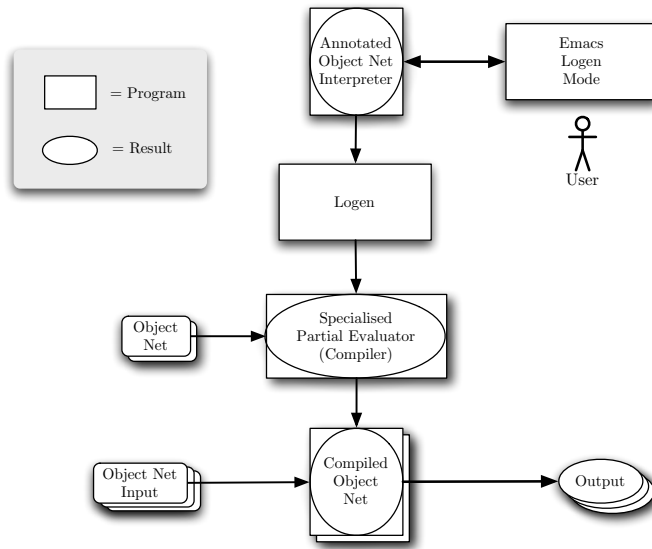 Annotated
Object Net
Interpreter
Emacs
Logen
Mode
= Program
= Result
User
Logen
Object
Net
Specialised
Partial Evaluator
(Compiler)
Object Net
Input
Compiled
Object
Net
Output